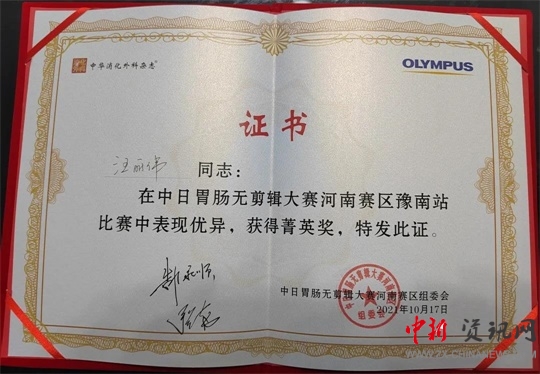 中华消化外科杂志
OLYMPUS
证书
汪丽伟 同志：
在中日胃肠无剪辑大赛河南赛区豫南站
比赛中表现优异，获得菁英奖，特发此证。
中日胃肠无剪辑大赛河南赛区组委会
2021年10月17日
组委会
中新资讯网